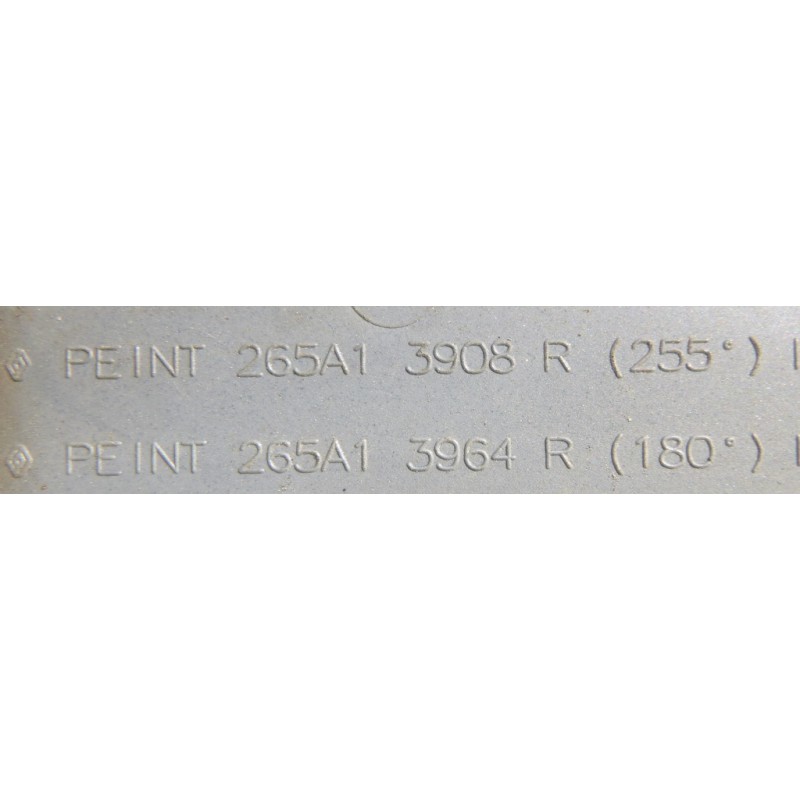 PEINT 265A1 3908 R (255°)
PEINT 265A1 3964 R (180°)